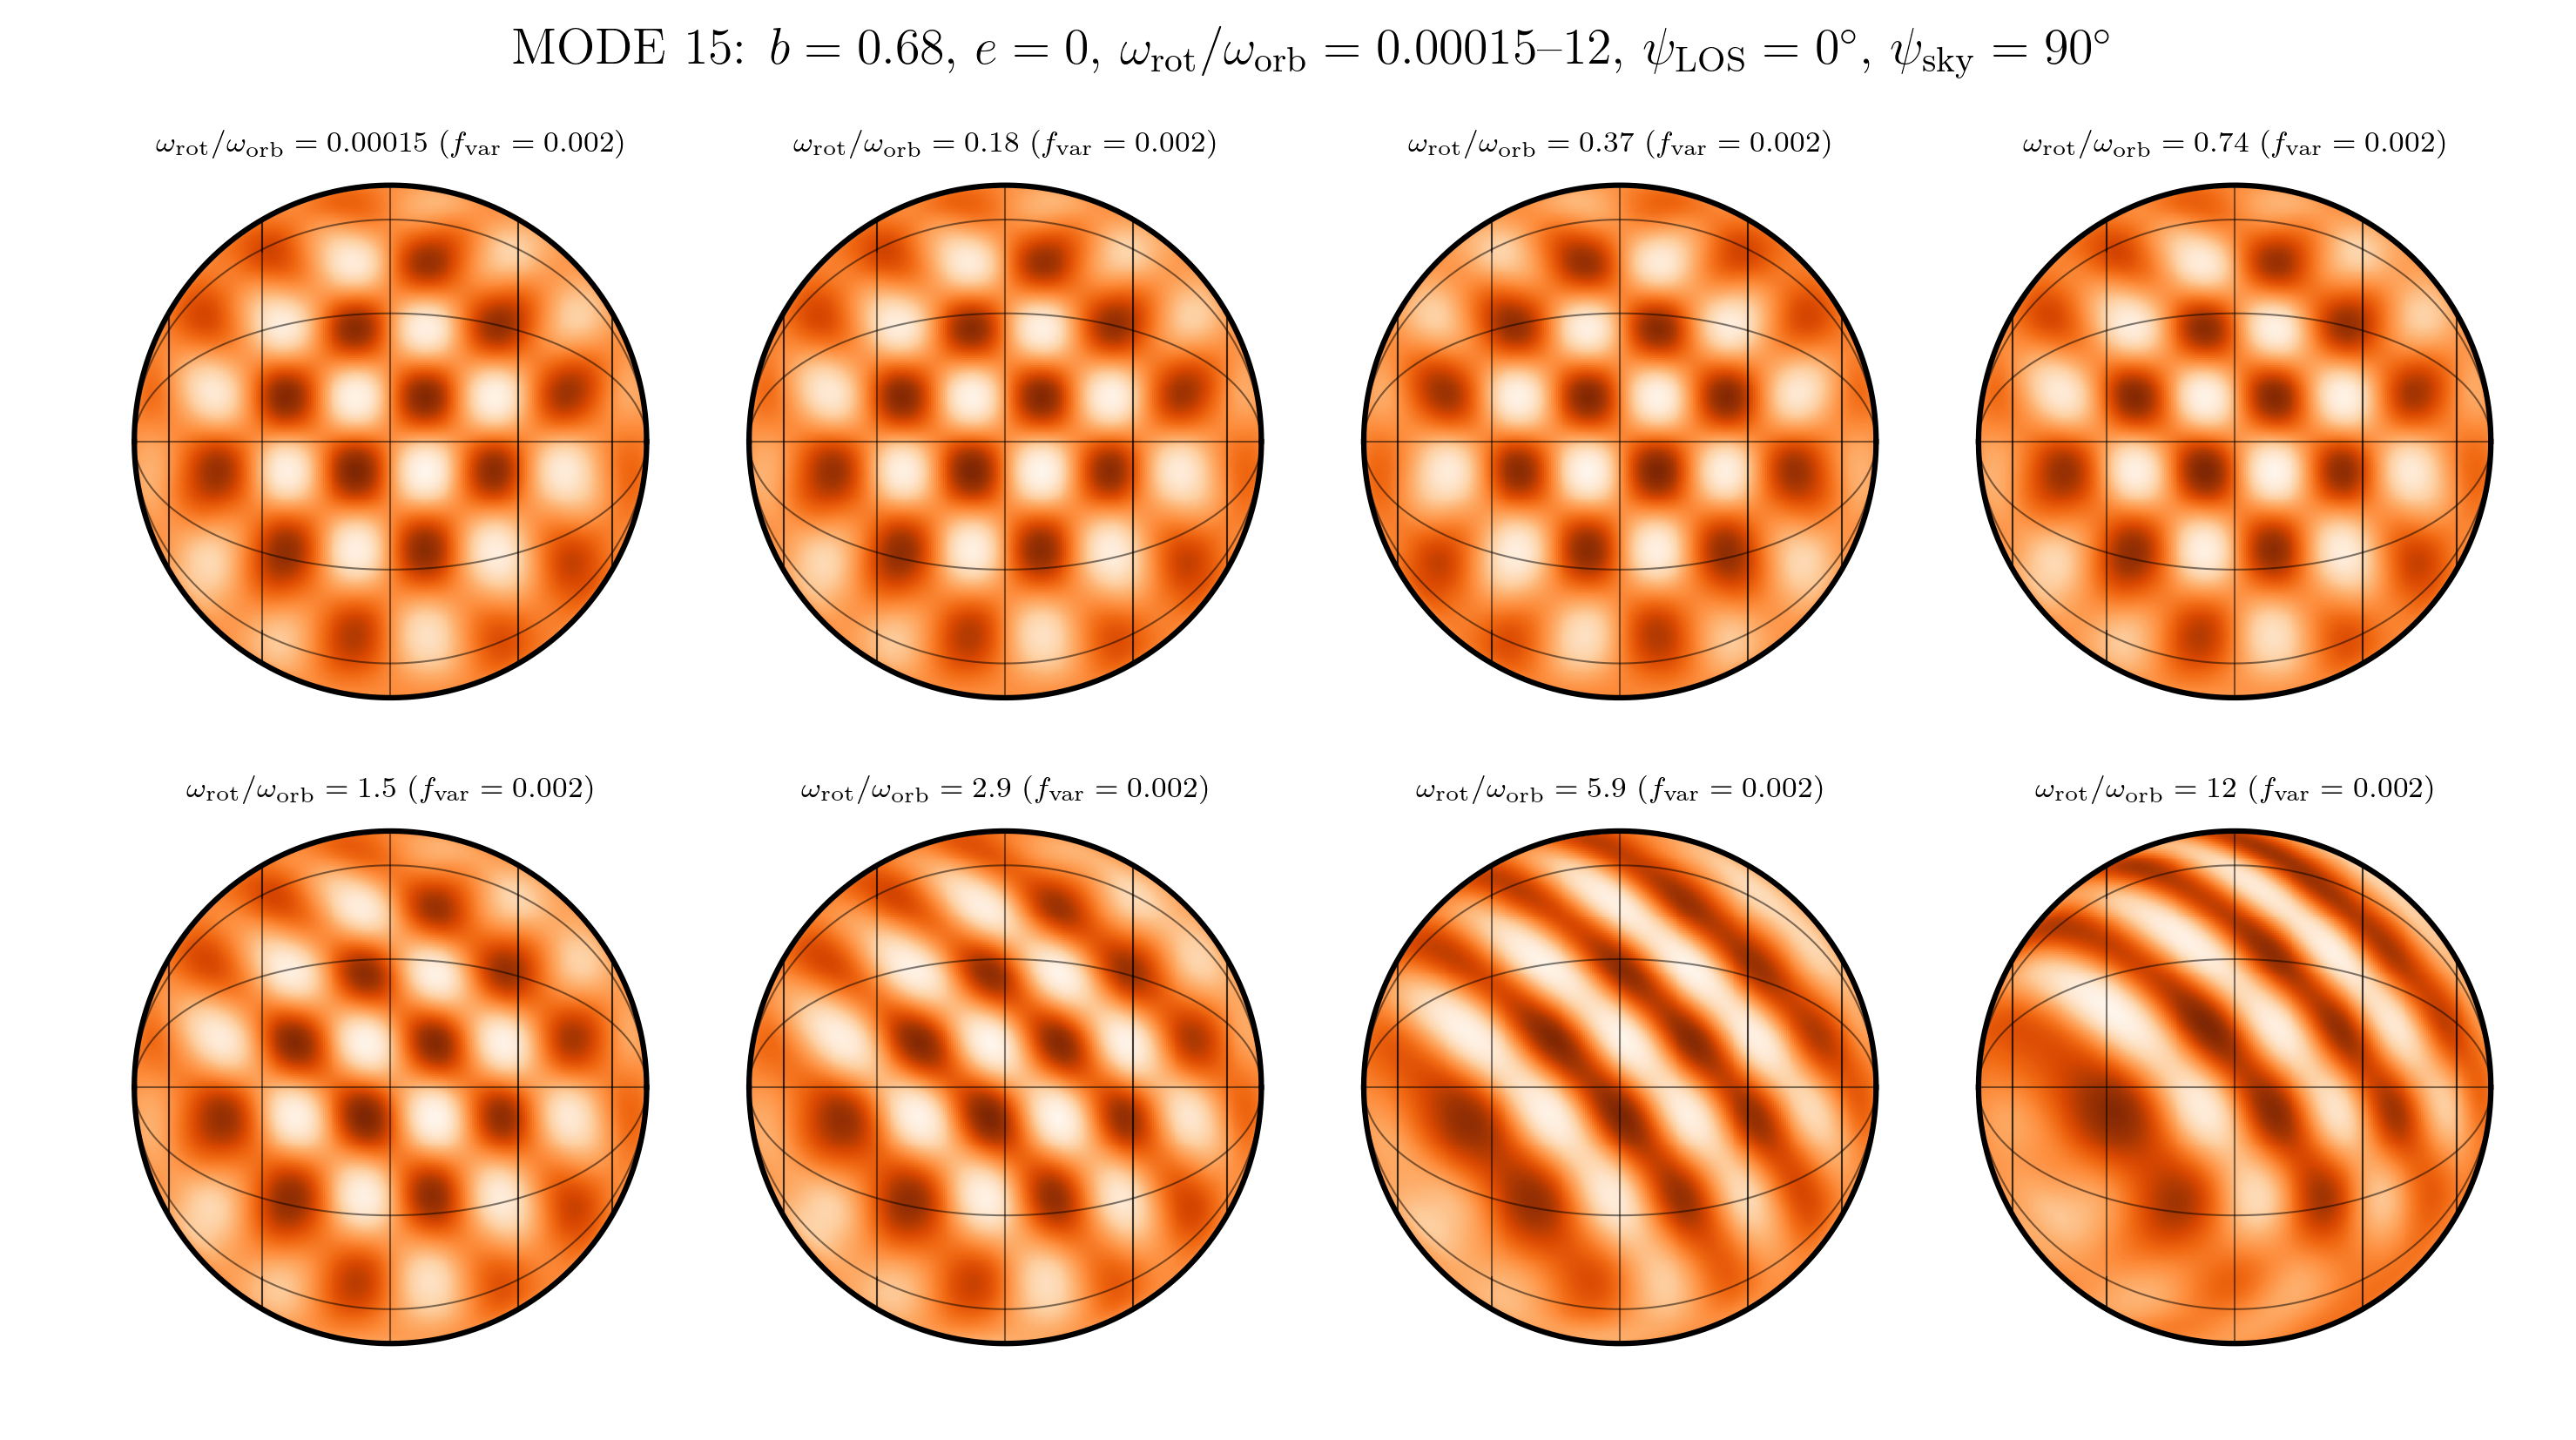 MODE 15: b = 0.68, e = 0, ω_rot/ω_orb = 0.00015–12, ψ_LOS = 0°, ψ_sky = 90°
ω_rot/ω_orb = 0.00015 (f_var = 0.002)
ω_rot/ω_orb = 0.18 (f_var = 0.002)
ω_rot/ω_orb = 0.37 (f_var = 0.002)
ω_rot/ω_orb = 0.74 (f_var = 0.002)
ω_rot/ω_orb = 1.5 (f_var = 0.002)
ω_rot/ω_orb = 2.9 (f_var = 0.002)
ω_rot/ω_orb = 5.9 (f_var = 0.002)
ω_rot/ω_orb = 12 (f_var = 0.002)